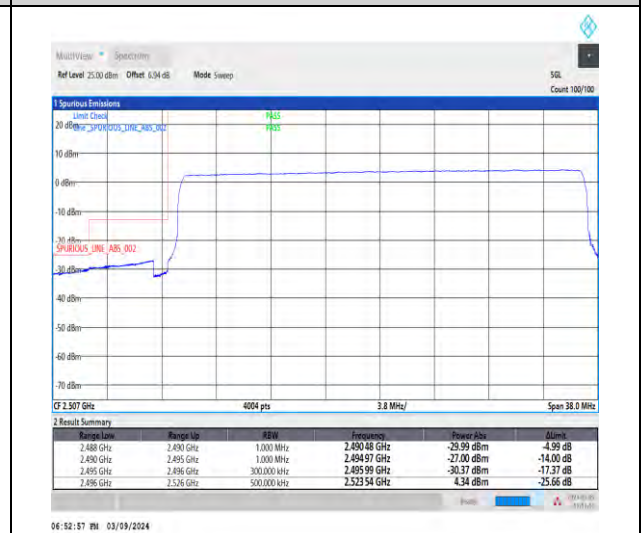 MultiView Spectrum
Ref Level 25.00 dBm Offset 6.94 dB Mode Sweep SGL
Count 100/100
1 Spurious Emissions
Limit Check PASS
20 dBm Line _SPURIOUS_LINE_ABS_002 PASS
10 dBm
0 dBm
-10 dBm
-20 dBm
_SPURIOUS_LINE_ABS_002
-30 dBm
-40 dBm
-50 dBm
-60 dBm
-70 dBm
CF 2.507 GHz 4004 pts 3.8 MHz/ Span 38.0 MHz
2 Result Summary
Range Low Range Up RBW Frequency Power Abs ΔLimit
2.488 GHz 2.490 GHz 1.000 MHz 2.490 48 GHz -29.99 dBm -4.99 dB
2.490 GHz 2.495 GHz 1.000 MHz 2.494 97 GHz -27.00 dBm -14.00 dB
2.495 GHz 2.496 GHz 300.000 kHz 2.495 99 GHz -30.37 dBm -17.37 dB
2.496 GHz 2.526 GHz 500.000 kHz 2.523 54 GHz 4.34 dBm -25.66 dB
06:52:57 PM 03/09/2024